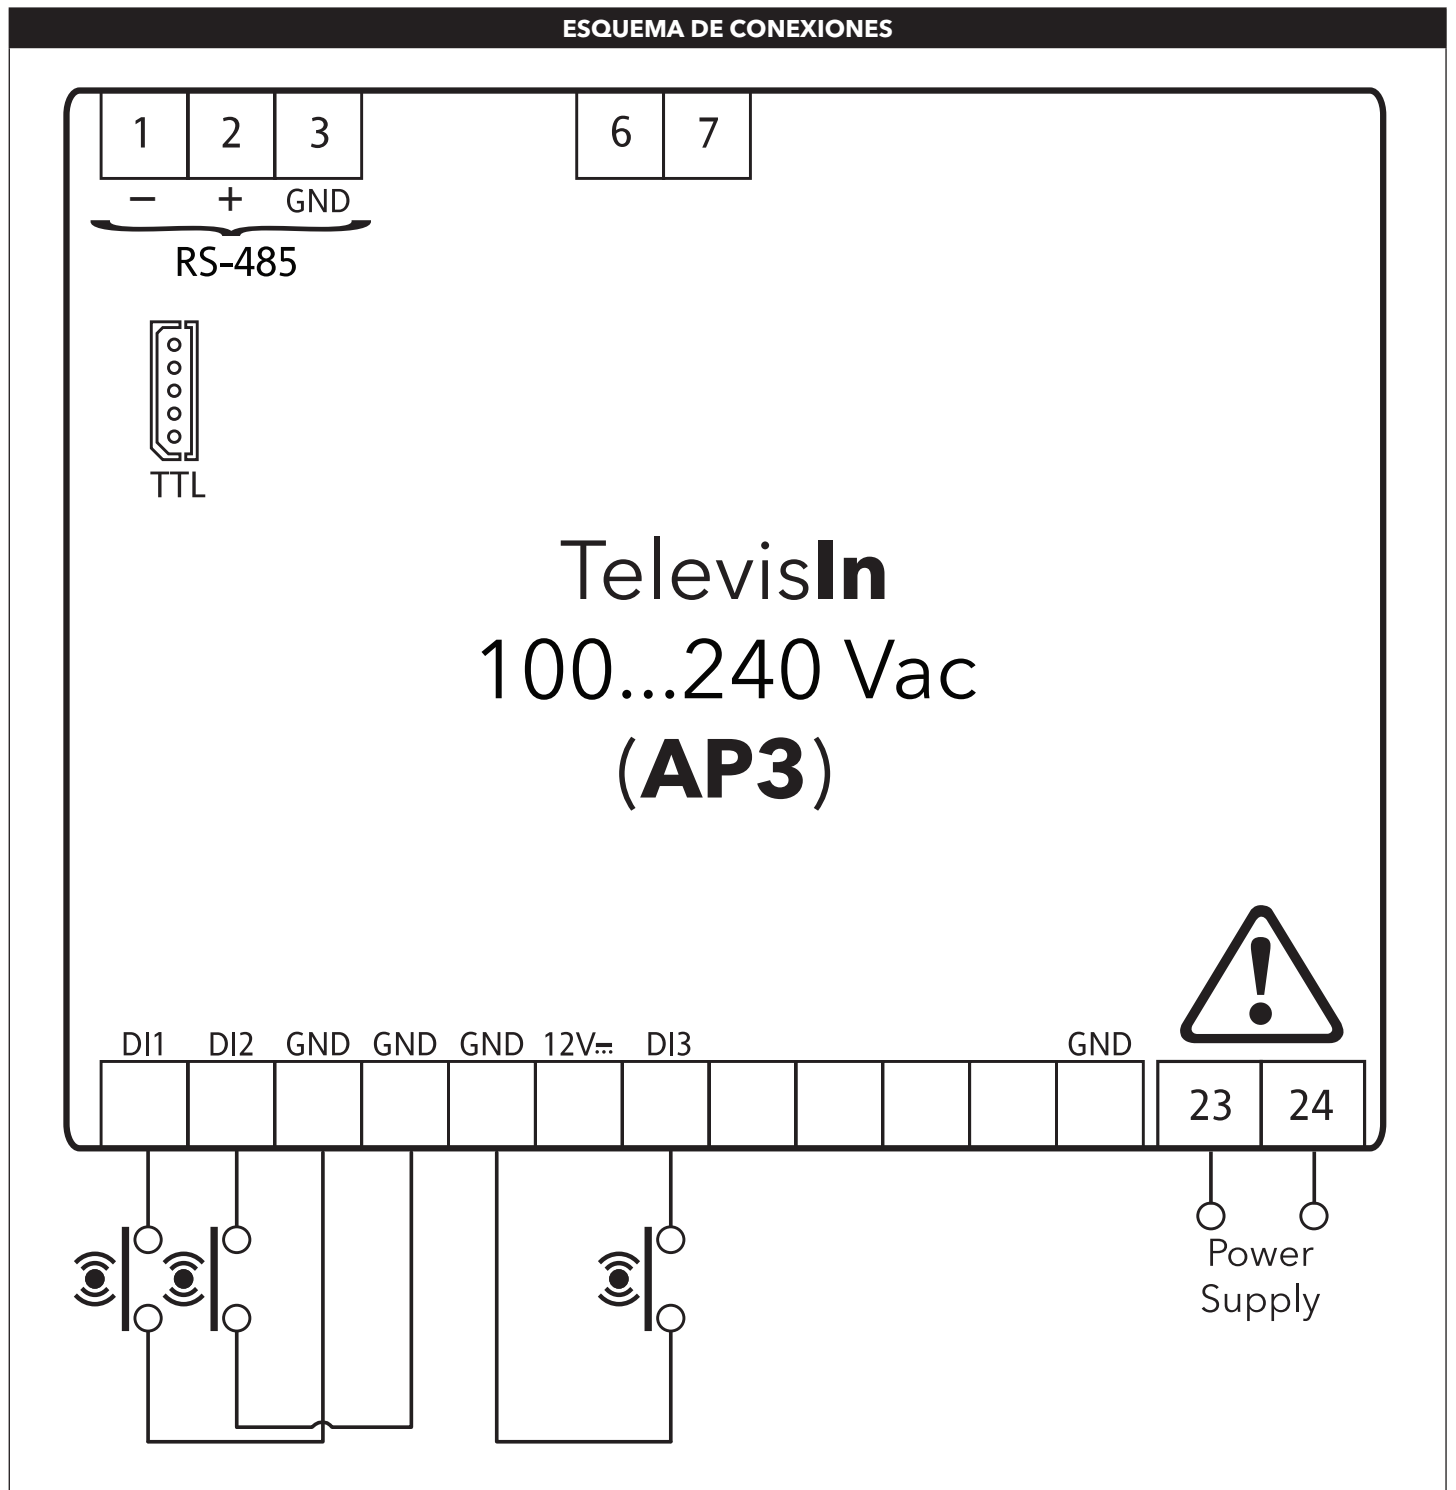 ESQUEMA DE CONEXIONES
1 2 3 6 7
– + GND
RS-485
TTL
TelevisIn
100...240 Vac
(AP3)
DI1 DI2 GND GND GND 12V⎓ DI3 GND
23 24
Power
Supply